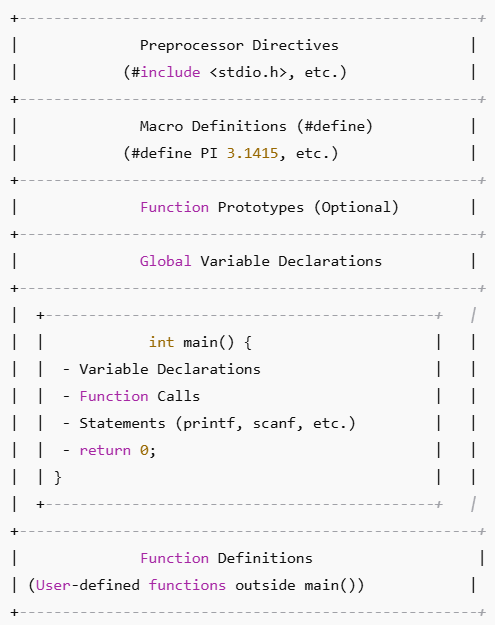 +-----------------------------------------------------+
| Preprocessor Directives |
| (#include <stdio.h>, etc.) |
+-----------------------------------------------------+
| Macro Definitions (#define) |
| (#define PI 3.1415, etc.) |
+-----------------------------------------------------+
| Function Prototypes (Optional) |
+-----------------------------------------------------+
| Global Variable Declarations |
+-----------------------------------------------------+
| +---------------------------------------------+ |
| | int main() { | |
| | - Variable Declarations | |
| | - Function Calls | |
| | - Statements (printf, scanf, etc.) | |
| | - return 0; | |
| | } | |
| +---------------------------------------------+ |
+-----------------------------------------------------+
| Function Definitions |
| (User-defined functions outside main()) |
+-----------------------------------------------------+